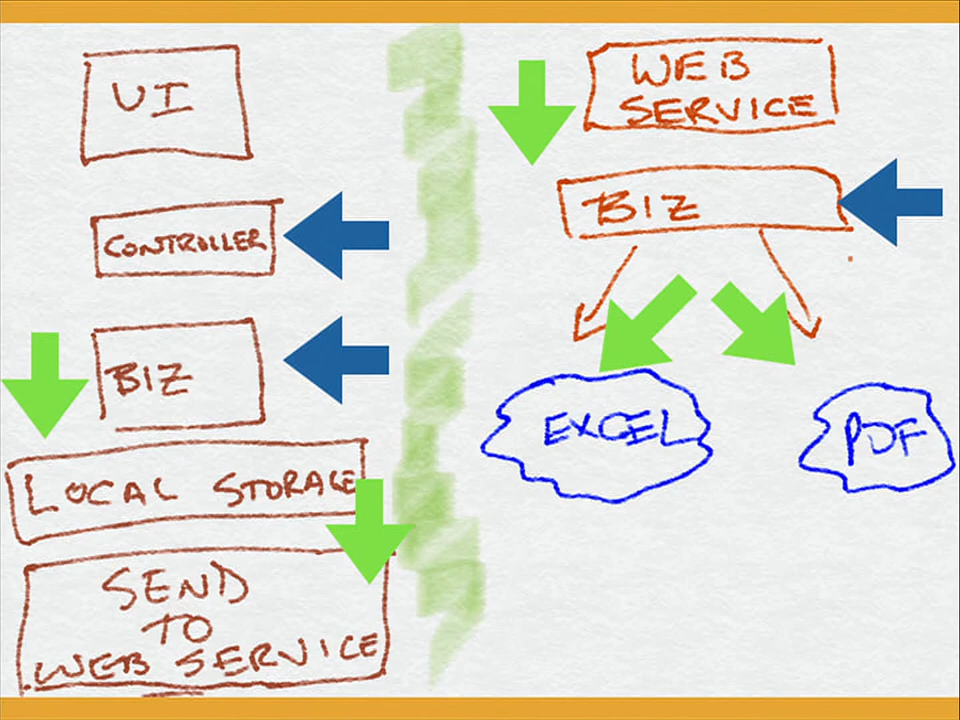 UI
CONTROLLER
BIZ
LOCAL STORAGE
SEND
TO
WEB SERVICE
WEB
SERVICE
BIZ
EXCEL
PDF